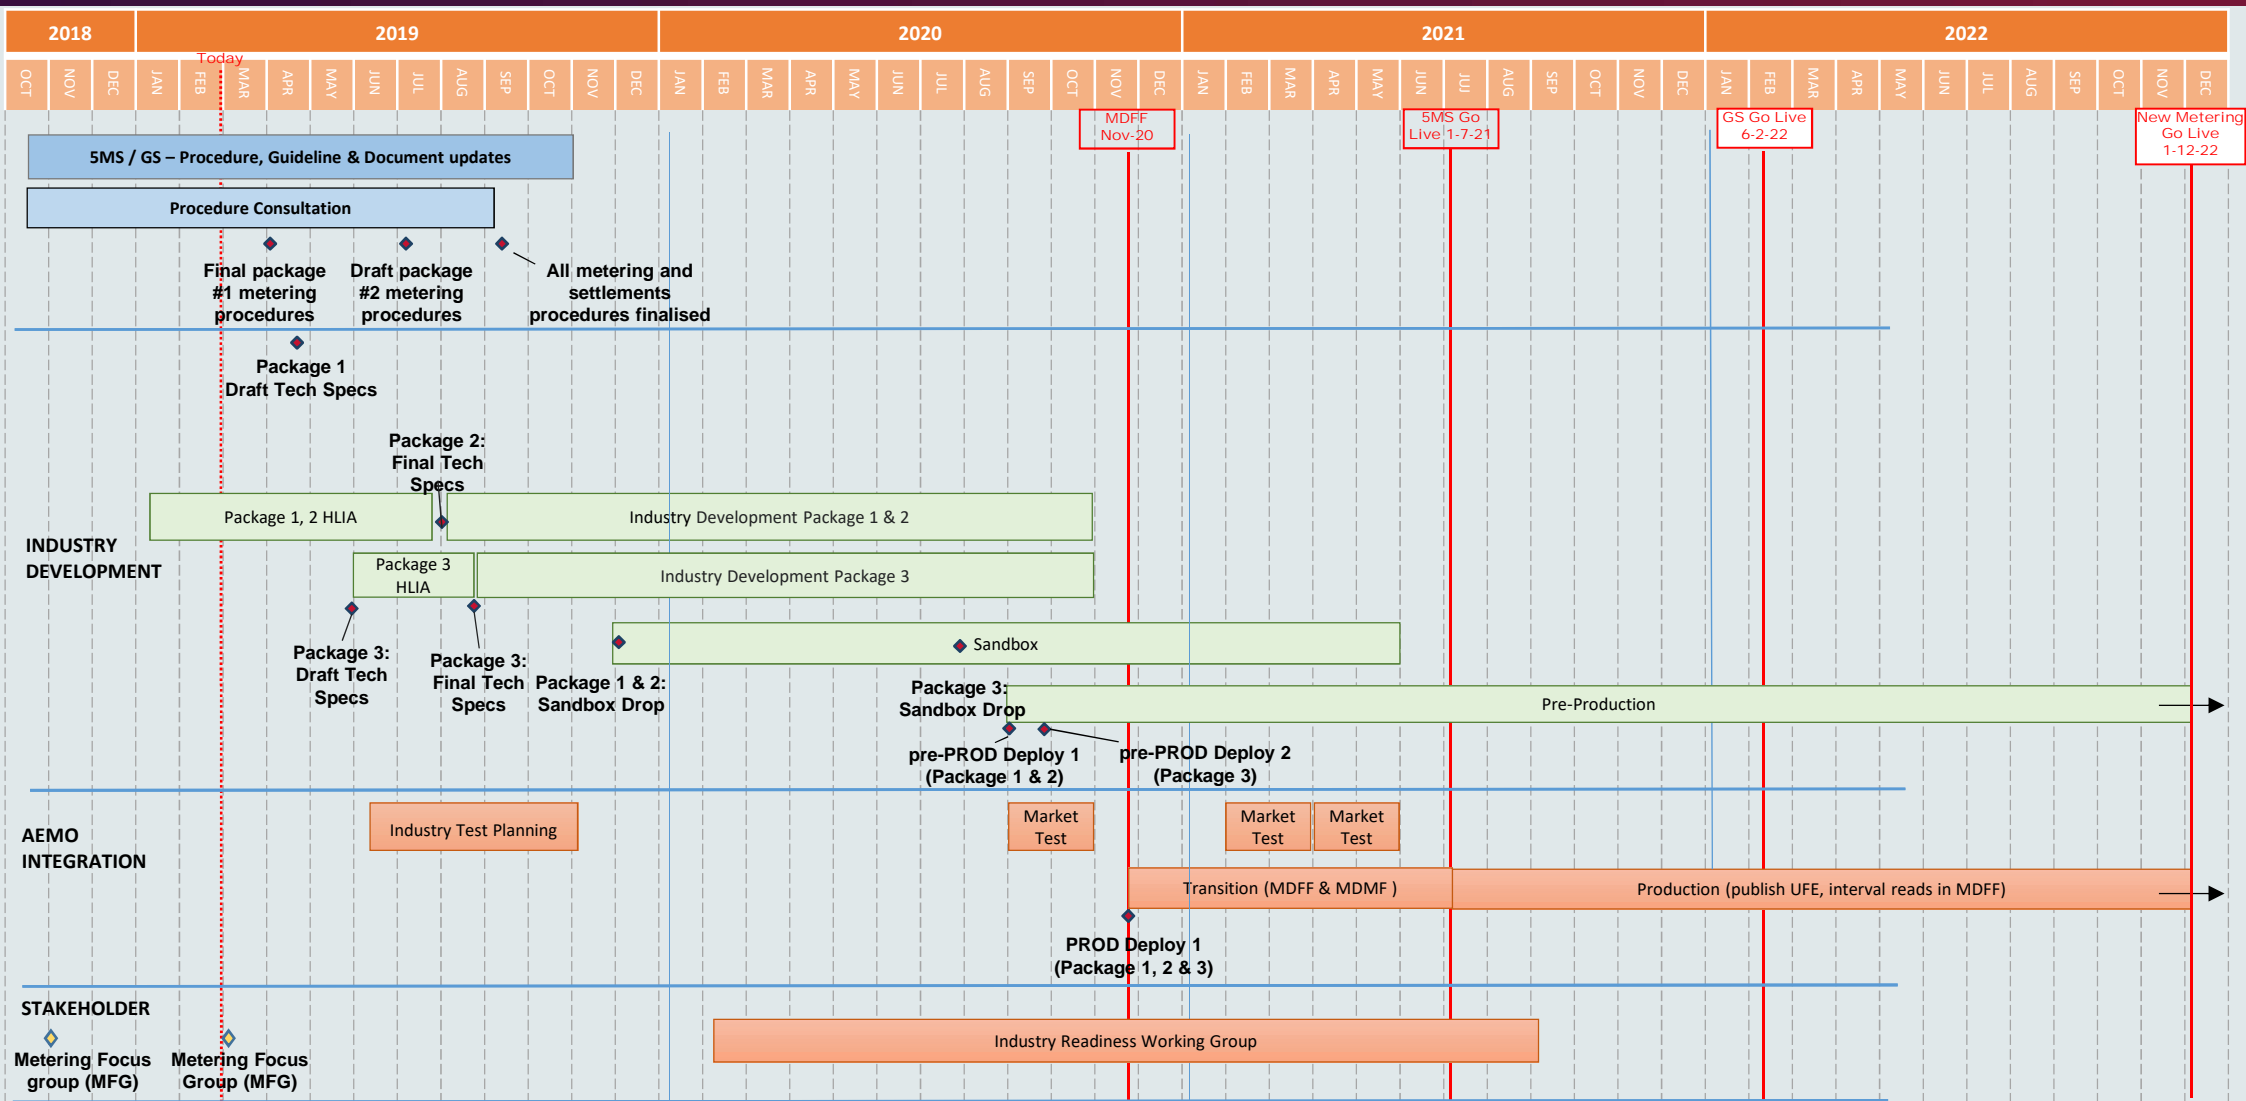 2018 2019 2020 2021 2022
Today
OCT NOV DEC JAN FEB MAR APR MAY JUN JUL AUG SEP OCT NOV DEC JAN FEB MAR APR MAY JUN JUL AUG SEP OCT NOV DEC JAN FEB MAR APR MAY JUN JUJ AUG SEP OCT NOV DEC JAN FEB MAR APR MAY JUN JUL AUG SEP OCT NOV DEC
MDFF
Nov-20
5MS Go
Live 1-7-21
GS Go Live
6-2-22
New Metering
Go Live
1-12-22
5MS / GS – Procedure, Guideline & Document updates
Procedure Consultation
Final package
#1 metering
procedures
Draft package
#2 metering
procedures
All metering and
settlements
procedures finalised
Package 1
Draft Tech Specs
Package 2:
Final Tech
Specs
INDUSTRY
DEVELOPMENT
Package 1, 2 HLIA
Industry Development Package 1 & 2
Package 3
HLIA
Industry Development Package 3
Package 3:
Draft Tech
Specs
Package 3:
Final Tech
Specs
Package 1 & 2:
Sandbox Drop
Sandbox
Package 3:
Sandbox Drop
Pre-Production
pre-PROD Deploy 1
(Package 1 & 2)
pre-PROD Deploy 2
(Package 3)
AEMO
INTEGRATION
Industry Test Planning
Market
Test
Market
Test
Market
Test
Transition (MDFF & MDMF )
Production (publish UFE, interval reads in MDFF)
PROD Deploy 1
(Package 1, 2 & 3)
STAKEHOLDER
Metering Focus
group (MFG)
Metering Focus
Group (MFG)
Industry Readiness Working Group